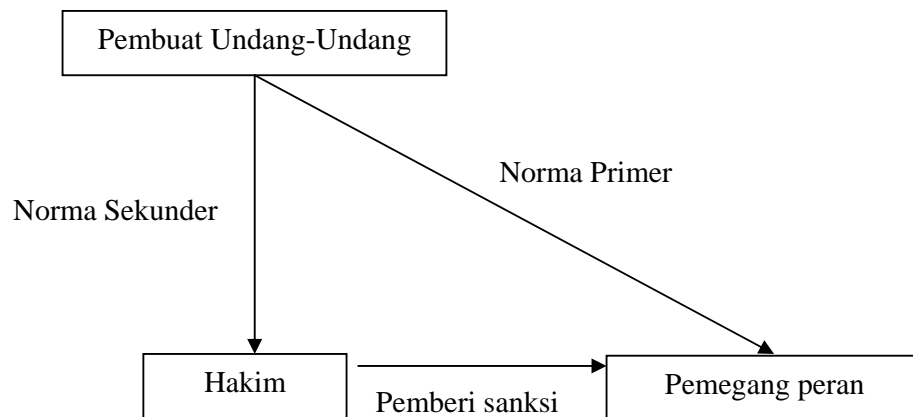 Pembuat Undang-Undang
Norma Primer
Norma Sekunder
Hakim
Pemberi sanksi
Pemegang peran